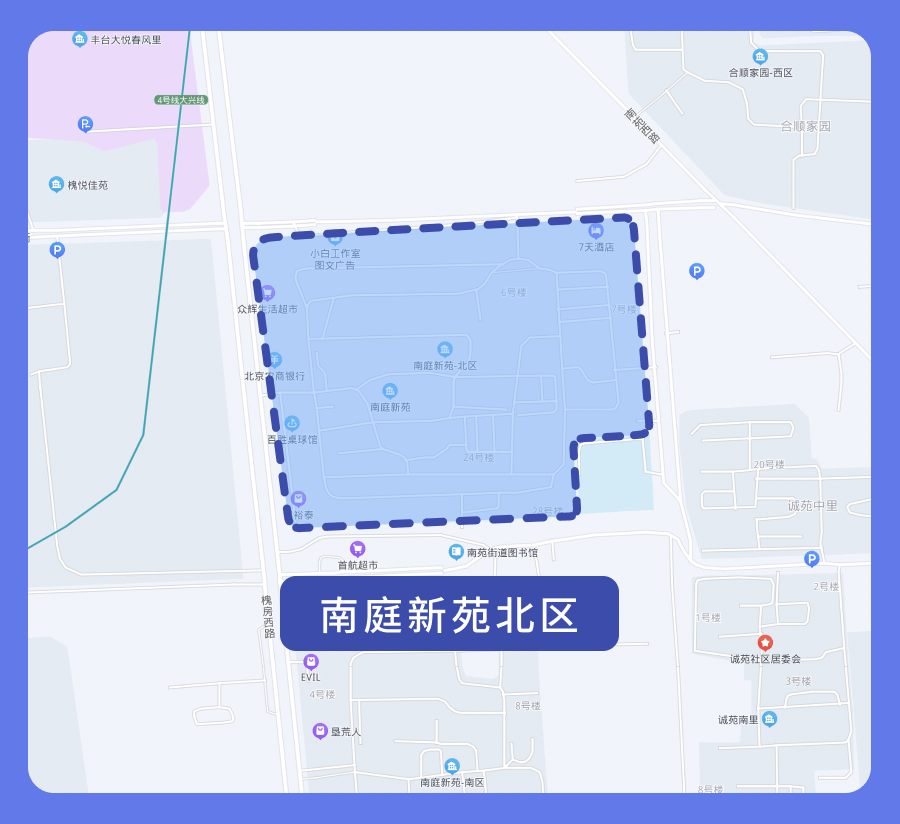 丰台大悦春风里
合顺家园-西区
4号线大兴线
南苑西路
合顺家园
槐悦佳苑
7天酒店
小白工作室
图文广告
6号楼
众辉生活超市
7号楼
南庭新苑-北区
北京农商银行
南庭新苑
百胜桌球馆
24号楼
20号楼
裕泰
诚苑中里
南苑街道图书馆
首航超市
2号楼
槐房西路
南庭新苑北区
1号楼
诚苑社区居委会
EVIL
3号楼
4号楼
8号楼
诚苑南里
垦荒人
南庭新苑-南区
8号楼